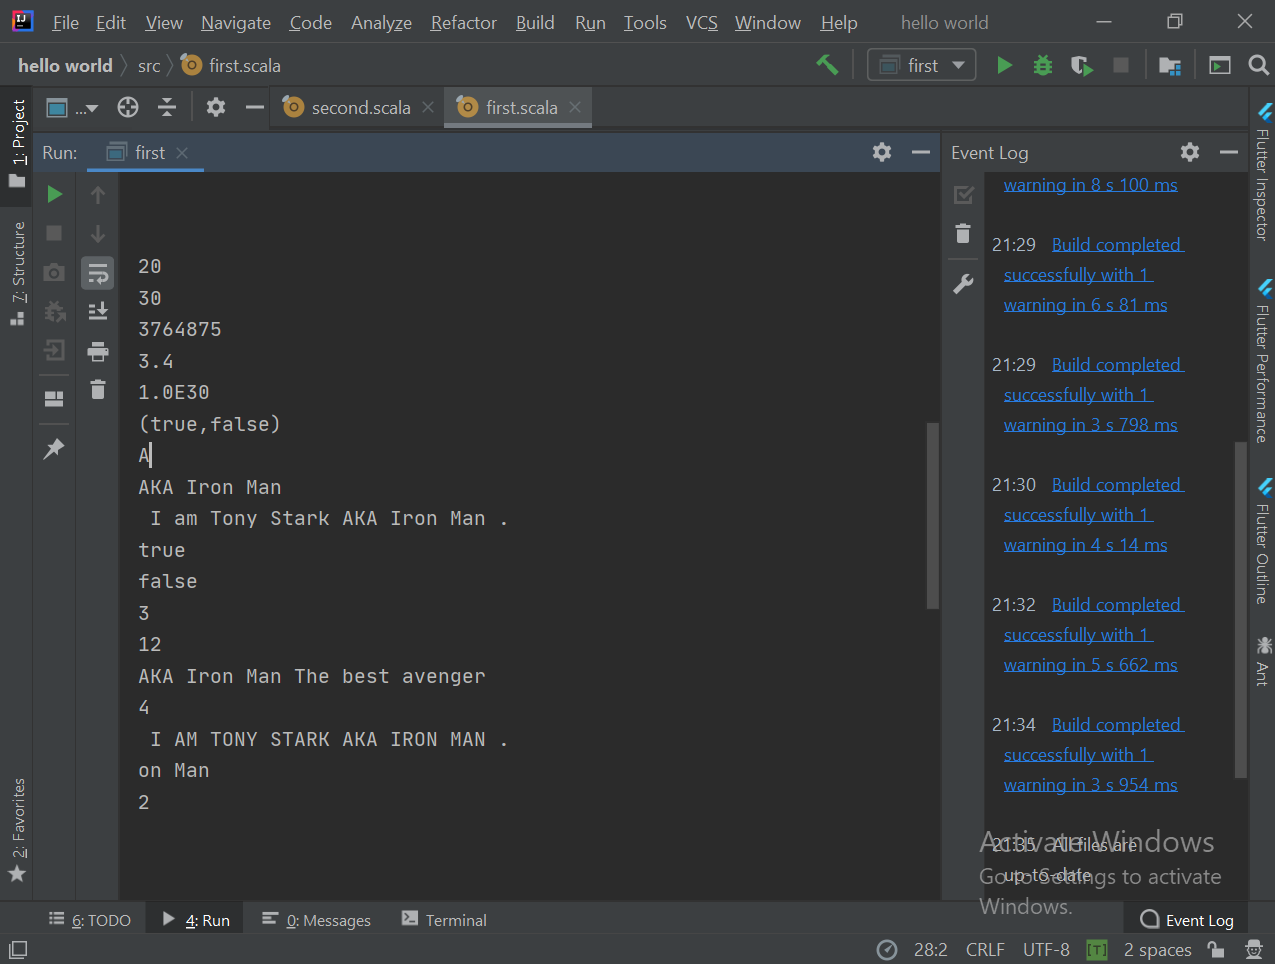 File Edit View Navigate Code Analyze Refactor Build Run Tools VCS Window Help hello world
hello world src first.scala first
1: Project
... second.scala first.scala
Run: first
Event Log
warning in 8 s 100 ms
21:29 Build completed
successfully with 1
warning in 6 s 81 ms
21:29 Build completed
successfully with 1
warning in 3 s 798 ms
21:30 Build completed
successfully with 1
warning in 4 s 14 ms
21:32 Build completed
successfully with 1
warning in 5 s 662 ms
21:34 Build completed
successfully with 1
warning in 3 s 954 ms
21:35 All files are
up-to-date
20
30
3764875
3.4
1.0E30
(true,false)
A
AKA Iron Man
I am Tony Stark AKA Iron Man .
true
false
3
12
AKA Iron Man The best avenger
4
I AM TONY STARK AKA IRON MAN .
on Man
2
7: Structure
2: Favorites
Flutter Inspector
Flutter Performance
Flutter Outline
Ant
Activate Windows
Go to Settings to activate
Windows.
6: TODO 4: Run 0: Messages Terminal Event Log
28:2 CRLF UTF-8 [T] 2 spaces